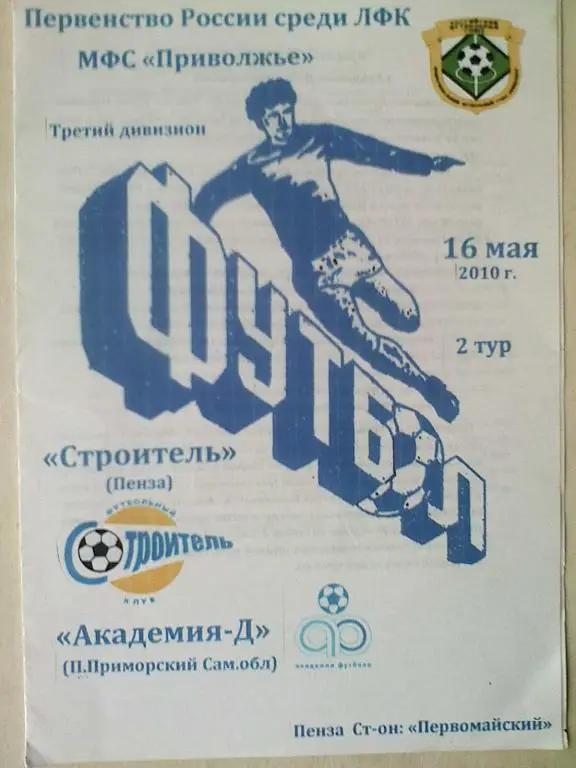 Первенство России среди ЛФК
МФС «Приволжье»
Третий дивизион
ФУТБОЛ
16 мая
2010 г.
2 тур
«Строитель»
(Пенза)
ФУТБОЛЬНЫЙ
Строитель
КЛУБ
«Академия-Д»
(П.Приморский Сам.обл)
академия футбола
Пенза Ст-он: «Первомайский»